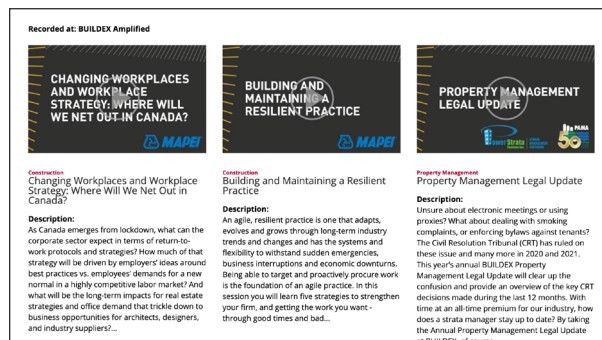 Recorded at: BUILDEX Amplified
CHANGING WORKPLACES
AND WORKPLACE
STRATEGY: WHERE WILL
WE NET OUT IN CANADA?
MAPEI
Construction
Changing Workplaces and Workplace
Strategy: Where Will We Net Out in
Canada?
Description:
As Canada emerges from lockdown, what can the
corporate sector expect in terms of return-to-
work protocols and strategies? How much of that
strategy will be driven by employers' ideas around
best practices vs. employees' demands for a new
normal in a highly competitive labor market? And
what will be the long-term impacts for real estate
strategies and office demand that trickle down to
business opportunities for architects, designers,
and industry suppliers?...
BUILDING AND
MAINTAINING A
RESILIENT PRACTICE
MAPEI
Construction
Building and Maintaining a Resilient
Practice
Description:
An agile, resilient practice is one that adapts,
evolves and grows through long-term industry
trends and changes and has the systems and
flexibility to withstand sudden emergencies,
business interruptions and economic downturns.
Being able to target and proactively procure work
is the foundation of an agile practice. In this
session you will learn five strategies to strengthen
your firm, and getting the work you want -
through good times and bad...
PROPERTY MANAGEMENT
LEGAL UPDATE
Power Strata
PAMA
50
Property Management
Property Management Legal Update
Description:
Unsure about electronic meetings or using
proxies? What about dealing with smoking
complaints, or enforcing bylaws against tenants?
The Civil Resolution Tribunal (CRT) has ruled on
these issue and many more in 2020 and 2021.
This year's annual BUILDEX Property
Management Legal Update will clear up the
confusion and provide an overview of the key CRT
decisions made during the last 12 months. With
time at an all-time premium for our industry, how
does a strata manager stay up to date? By taking
the Annual Property Management Legal Update